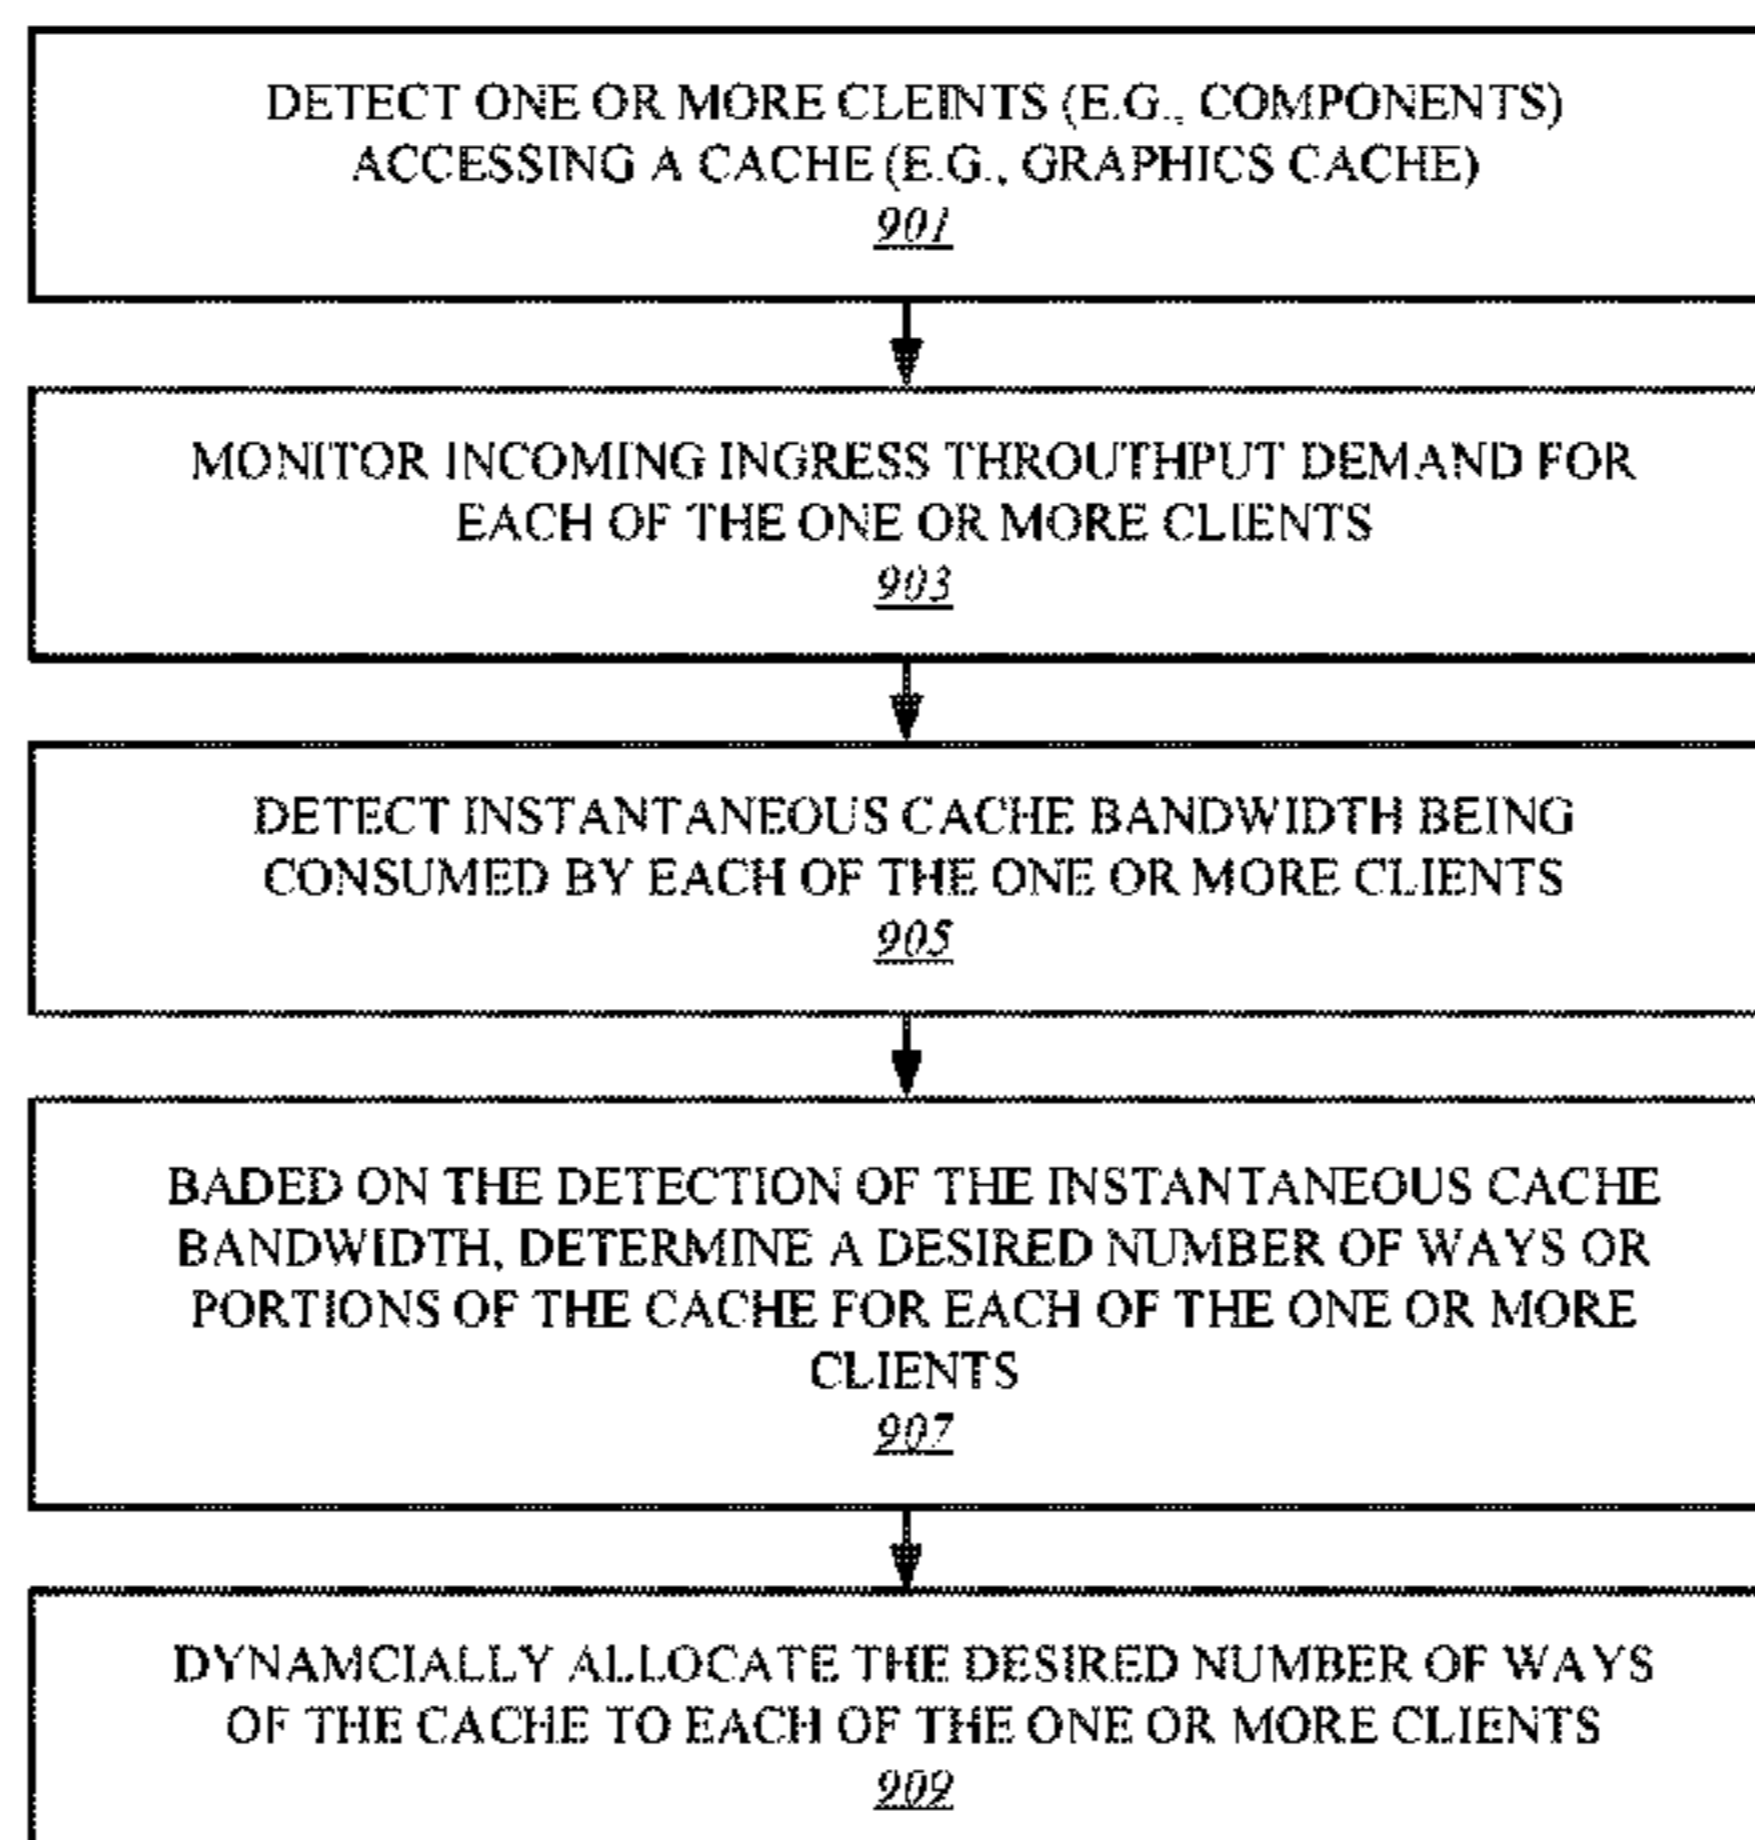 DETECT ONE OR MORE CLEINTS (E.G., COMPONENTS)
ACCESSING A CACHE (E.G., GRAPHICS CACHE)
901
MONITOR INCOMING INGRESS THROUTHPUT DEMAND FOR
EACH OF THE ONE OR MORE CLIENTS
903
DETECT INSTANTANEOUS CACHE BANDWIDTH BEING
CONSUMED BY EACH OF THE ONE OR MORE CLIENTS
905
BADED ON THE DETECTION OF THE INSTANTANEOUS CACHE
BANDWIDTH, DETERMINE A DESIRED NUMBER OF WAYS OR
PORTIONS OF THE CACHE FOR EACH OF THE ONE OR MORE
CLIENTS
907
DYNAMCIALLY ALLOCATE THE DESIRED NUMBER OF WAYS
OF THE CACHE TO EACH OF THE ONE OR MORE CLIENTS
909